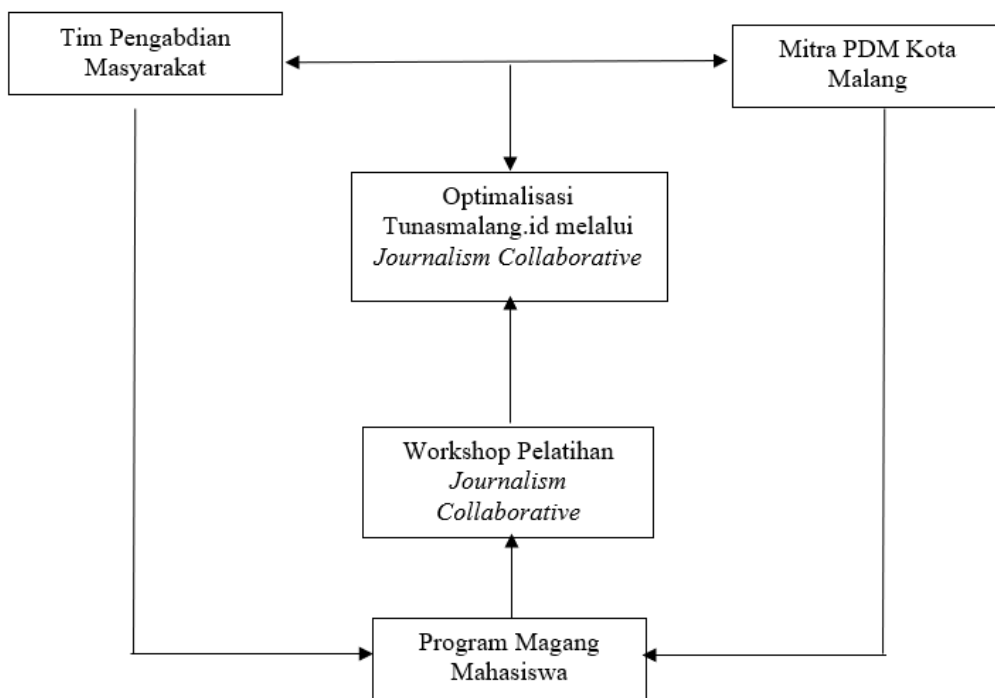 Tim Pengabdian
Masyarakat
Mitra PDM Kota
Malang
Optimalisasi
Tunasmalang.id melalui
Journalism Collaborative
Workshop Pelatihan
Journalism
Collaborative
Program Magang
Mahasiswa